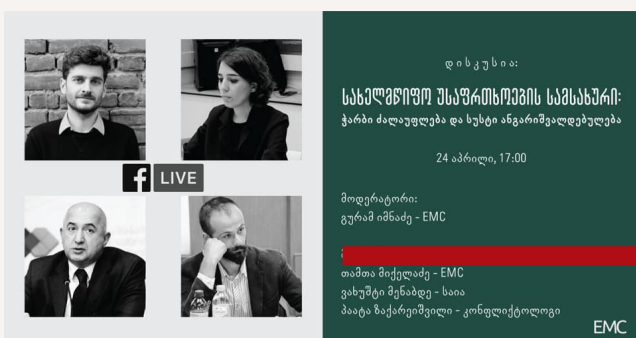 LIVE
დისკუსია:
სახელმწიფო უსაფრთხოების სამსახური:
ჭარბი ძალაუფლება და სუსტი ანგარიშვალდებულება
24 აპრილი, 17:00
მოდერატორი:
გურამ იმნაძე - EMC
თამთა მიქელაძე - EMC
ვახუშტი მენაბდე - საია
პაატა ზაქარეიშვილი - კონფლიქტოლოგი
EMC